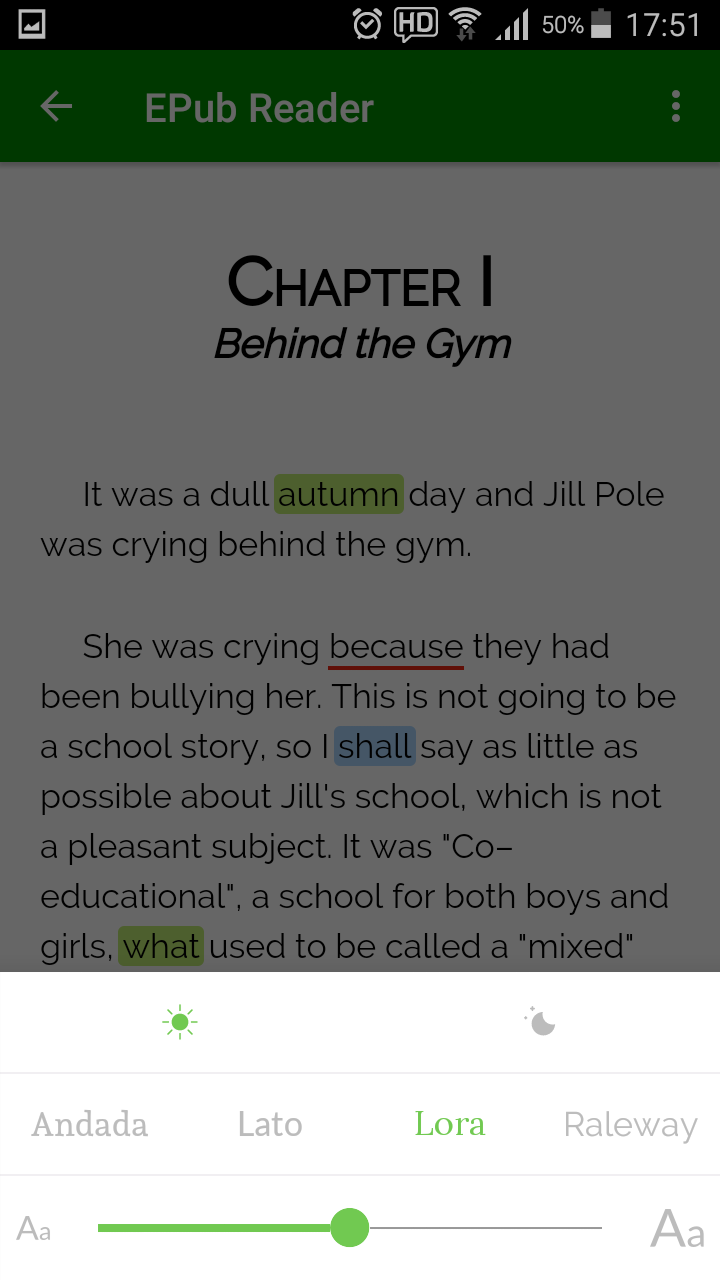 HD 50% 17:51
EPub Reader
CHAPTER I
Behind the Gym
It was a dull autumn day and Jill Pole
was crying behind the gym.
She was crying because they had
been bullying her. This is not going to be
a school story, so I shall say as little as
possible about Jill's school, which is not
a pleasant subject. It was "Co–
educational", a school for both boys and
girls, what used to be called a "mixed"
Andada Lato Lora Raleway
Aa Aa